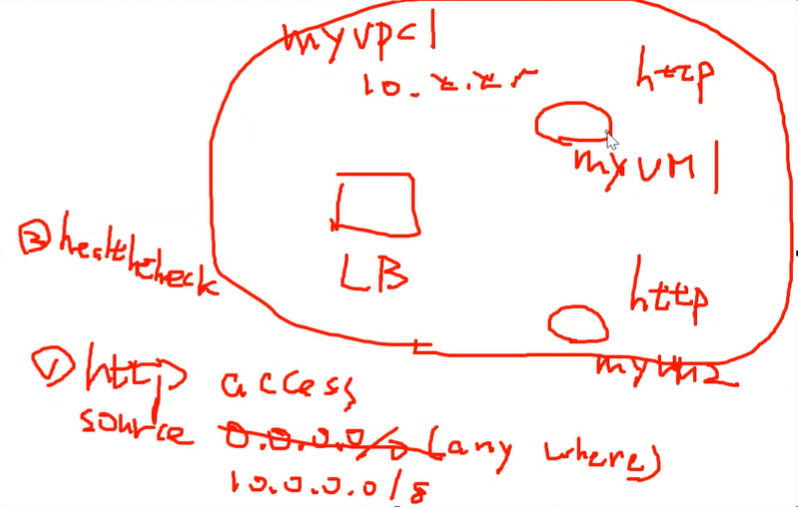 myvpc1
10.x.x.x
http
myVM1
LB
② healthcheck
http
myVM2
① http access
source 0.0.0.0/0 (any where)
10.0.0.0/8